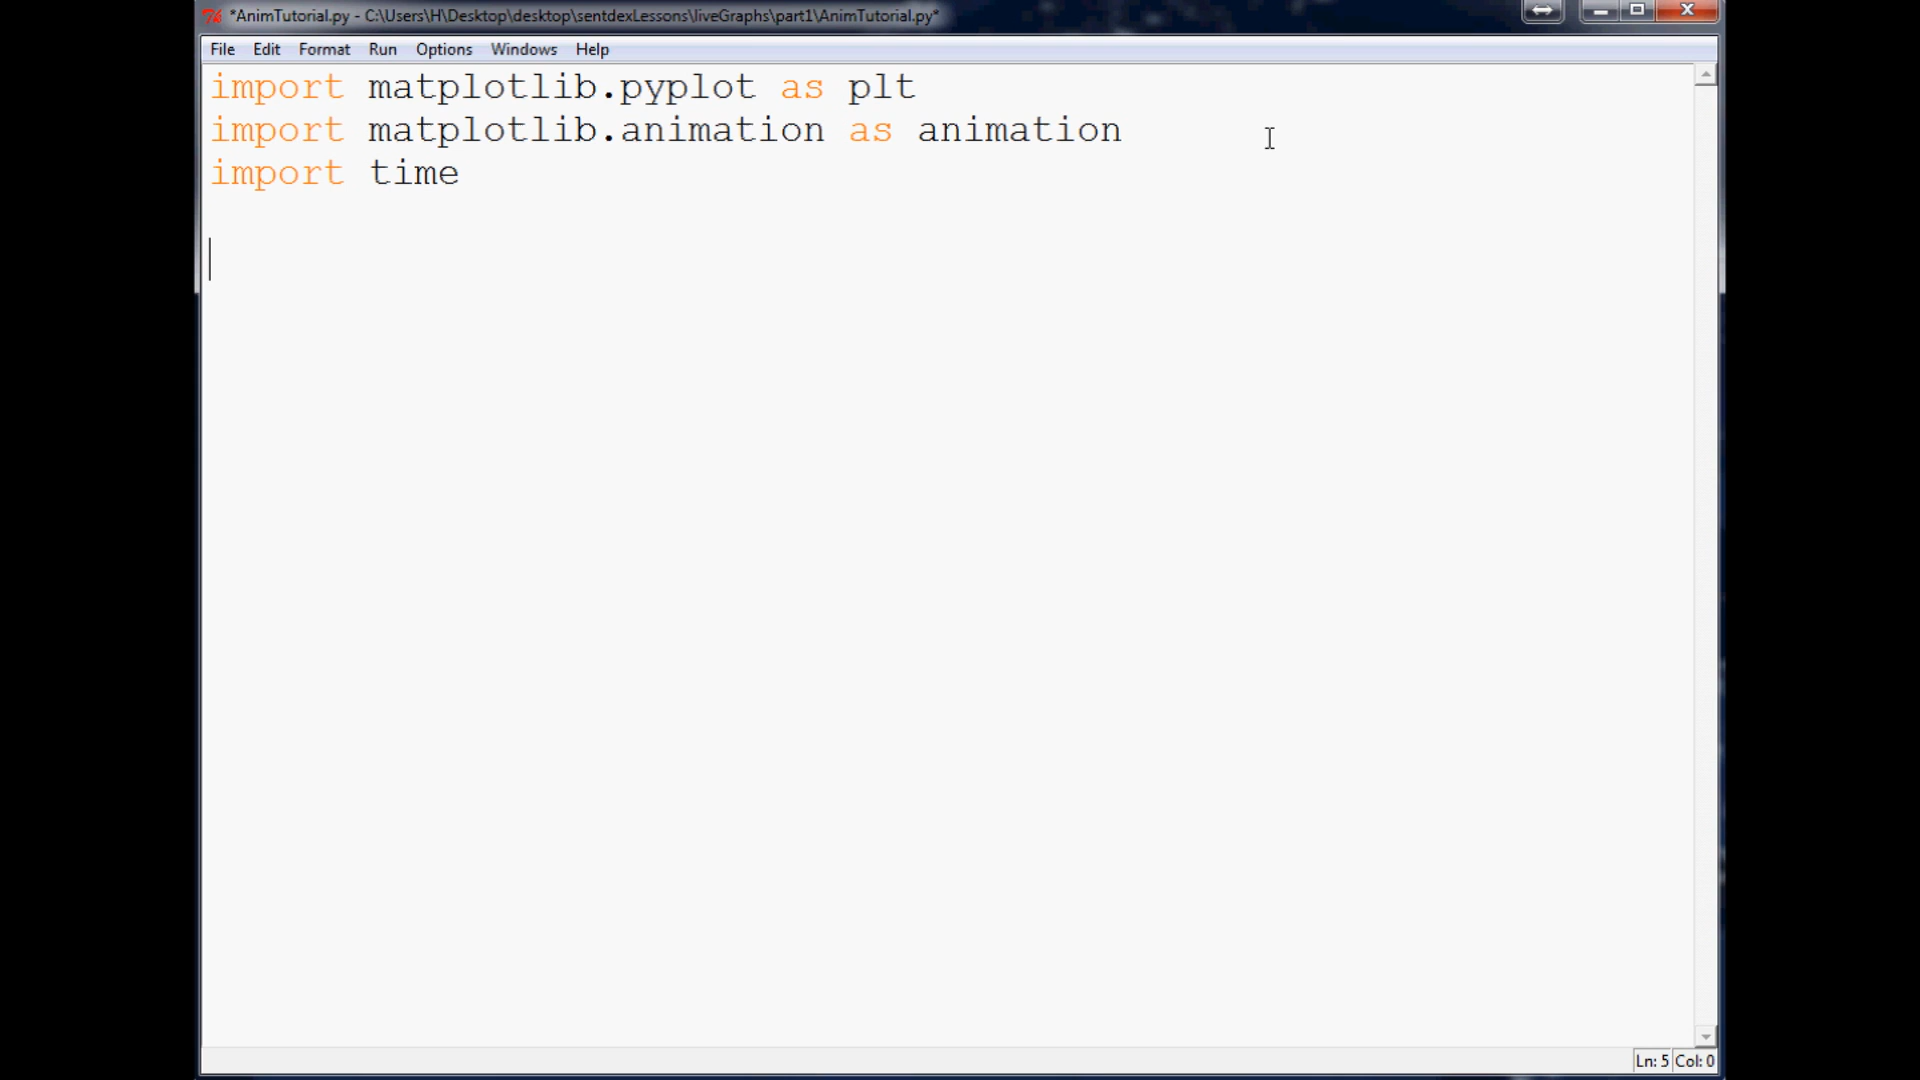 *AnimTutorial.py - C:\Users\H\Desktop\desktop\sentdexLessons\liveGraphs\part1\AnimTutorial.py*
File Edit Format Run Options Windows Help
import matplotlib.pyplot as plt
import matplotlib.animation as animation
import time
Ln: 5 Col: 0